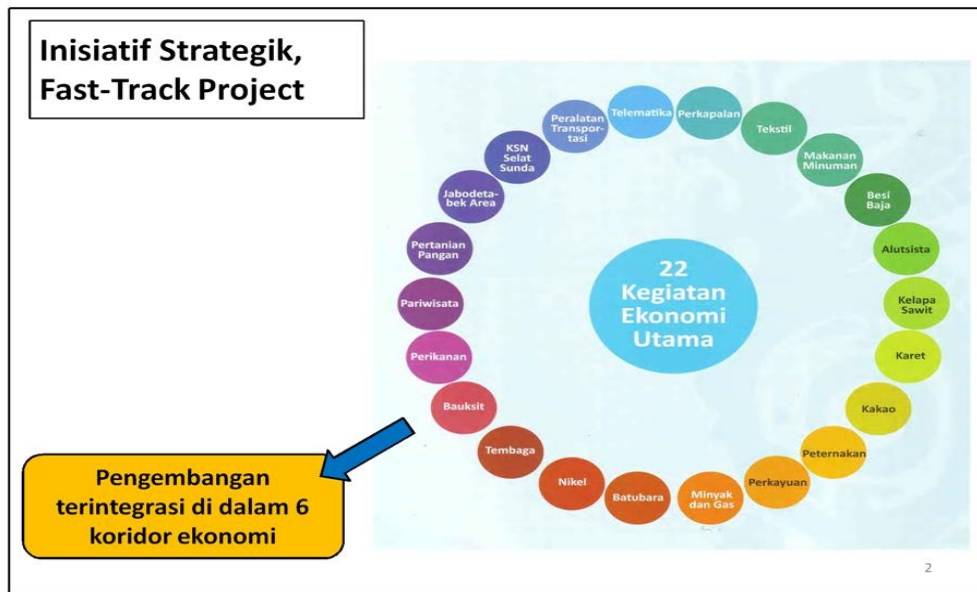 Inisiatif Strategik,
Fast-Track Project
Telematika
Perkapalan
Tekstil
Makanan
Minuman
Besi
Baja
Alutsista
Kelapa
Sawit
Karet
Kakao
Peternakan
Perkayuan
Minyak
dan Gas
Batubara
Nikel
Tembaga
Bauksit
Perikanan
Pariwisata
Pertanian
Pangan
Jabodeta-
bek Area
KSN
Selat
Sunda
Peralatan
Transpor-
tasi
22
Kegiatan
Ekonomi
Utama
Pengembangan
terintegrasi di dalam 6
koridor ekonomi
2